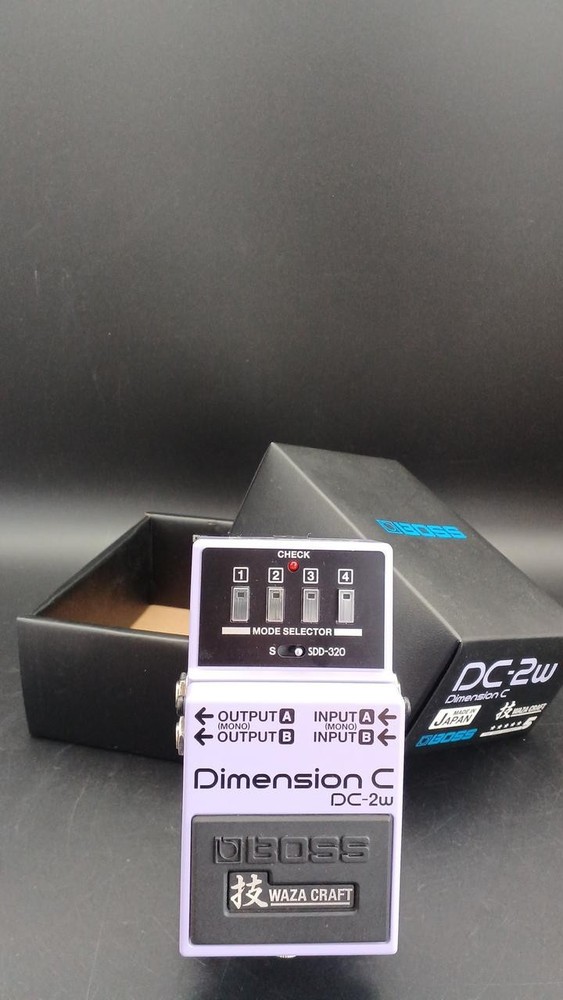 BOSS
CHECK
1 2 3 4
MODE SELECTOR
S SDD-320
DC-2w
Dimension C
MADE IN
JAPAN
技 WAZA CRAFT
BOSS
5
← OUTPUT A INPUT A ←
(MONO) (MONO)
← OUTPUT B INPUT B ←
Dimension C
DC-2w
BOSS
技 WAZA CRAFT